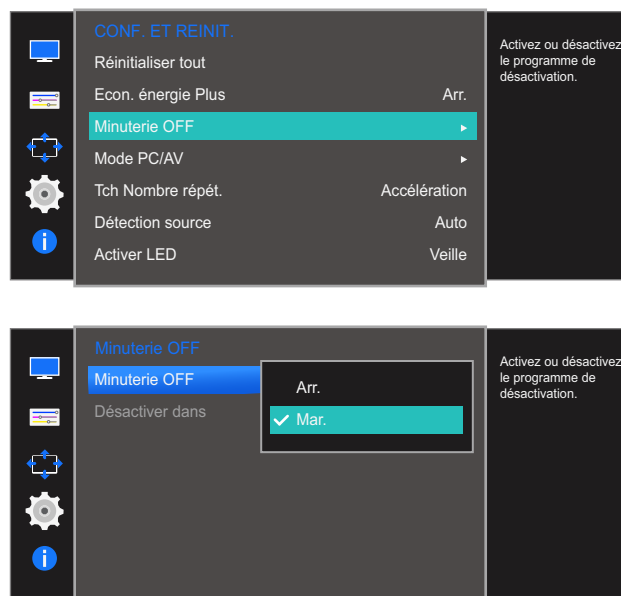 CONF. ET REINIT.
Réinitialiser tout
Econ. énergie Plus Arr.
Minuterie OFF
Mode PC/AV
Tch Nombre répét. Accélération
Détection source Auto
Activer LED Veille
Activez ou désactivez
le programme de
désactivation.
Minuterie OFF
Minuterie OFF
Désactiver dans
Arr.
Mar.
Activez ou désactivez
le programme de
désactivation.